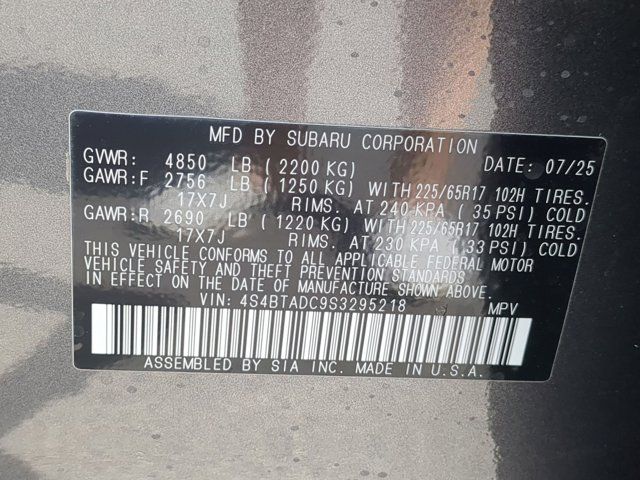 MFD BY SUBARU CORPORATION
GVWR: 4850 LB (2200 KG) DATE: 07/25
GAWR:F 2756 LB (1250 KG) WITH 225/65R17 102H TIRES.
17X7J RIMS. AT 240 KPA (35 PSI) COLD
GAWR:R 2690 LB (1220 KG) WITH 225/65R17 102H TIRES.
17X7J RIMS. AT 230 KPA (33 PSI) COLD
THIS VEHICLE CONFORMS TO ALL APPLICABLE FEDERAL MOTOR
VEHICLE SAFETY AND THEFT PREVENTION STANDARDS
IN EFFECT ON THE DATE OF MANUFACTURE SHOWN ABOVE.
VIN: 4S4BTADC9S3295218 MPV
ASSEMBLED BY SIA INC. MADE IN U.S.A.